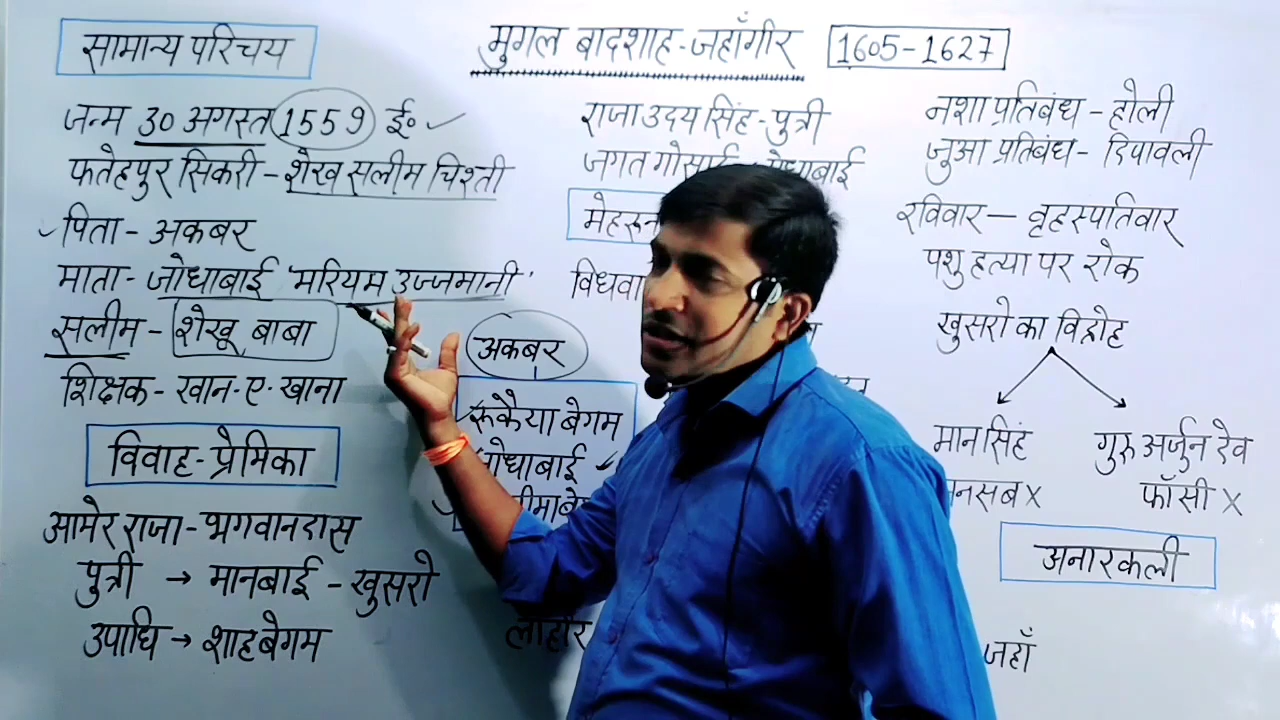 सामान्य परिचय
जन्म 30 अगस्त 1559 ई०
फतेहपुर सिकरी - शेख सलीम चिश्ती
पिता - अकबर
माता - जोधाबाई 'मरियम उज्जमानी'
सलीम - शेखू बाबा
शिक्षक - खान-ए-खाना
विवाह - प्रेमिका
आमेर राजा - भगवानदास
पुत्री → मानबाई - खुसरो
उपाधि → शाह बेगम
मुगल बादशाह - जहाँगीर 1605 - 1627
राजा उदय सिंह - पुत्री
जगत
विधवा
अकबर
रुकैया बेगम
जोधाबाई
लाहौर
नशा प्रतिबंध - होली
जुआ प्रतिबंध - दिपावली
रविवार - वृहस्पतिवार
पशु हत्या पर रोक
खुसरो का विद्रोह
मान सिहं
गुरु अर्जुन देव
फाँसी X
अनारकली
जहाँ